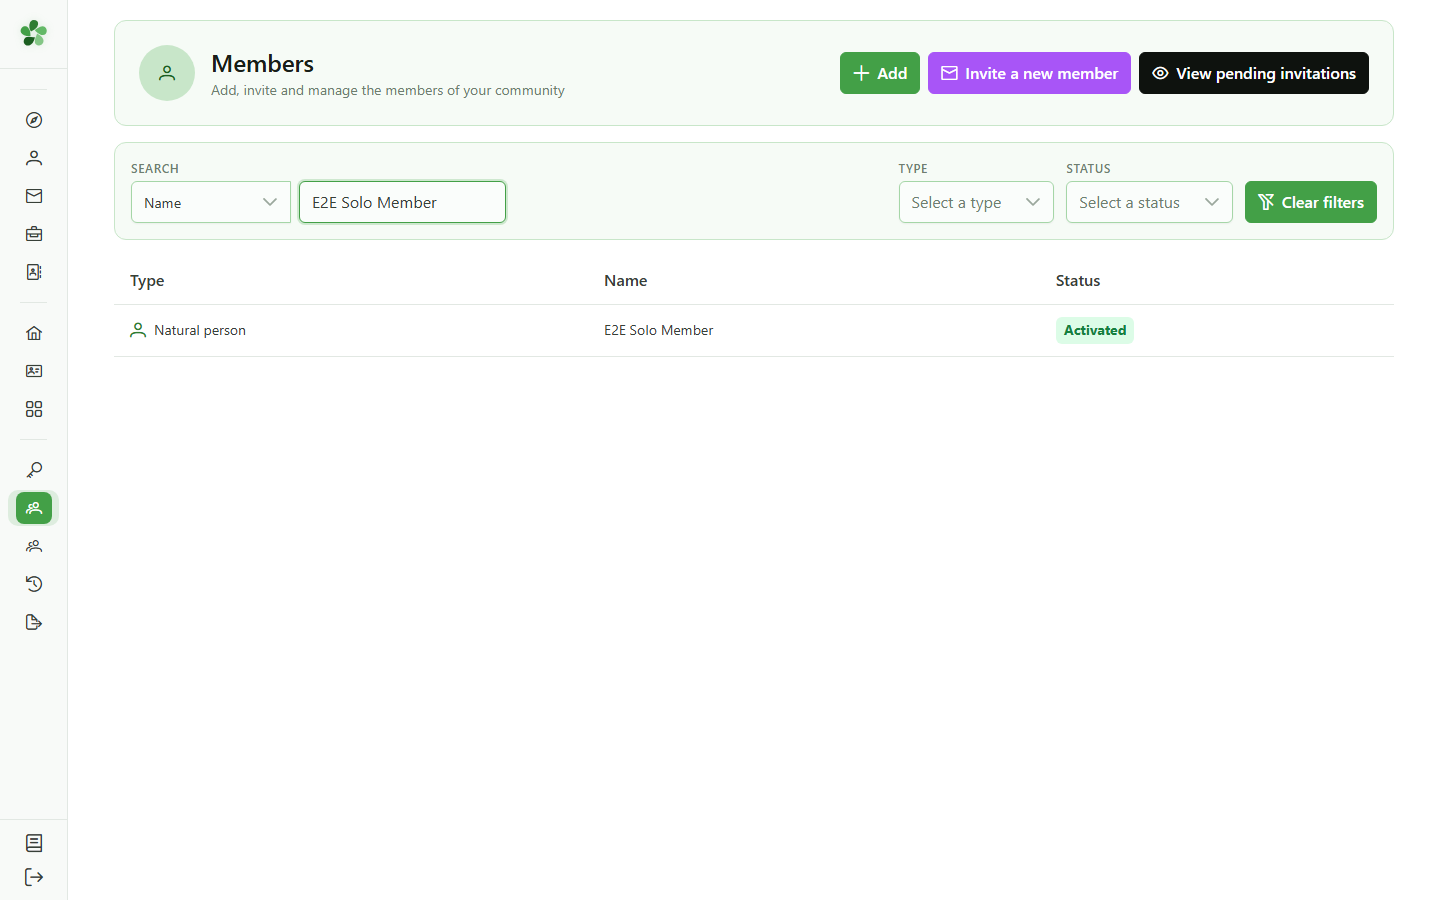 Members
Add, invite and manage the members of your community
Add
Invite a new member
View pending invitations
SEARCH
TYPE
STATUS
Name
E2E Solo Member
Select a type
Select a status
Clear filters
Type Name Status
Natural person E2E Solo Member Activated